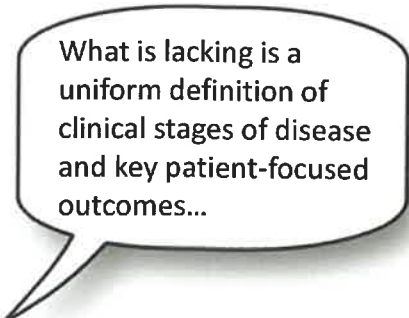 What is lacking is a
uniform definition of
clinical stages of disease
and key patient-focused
outcomes...